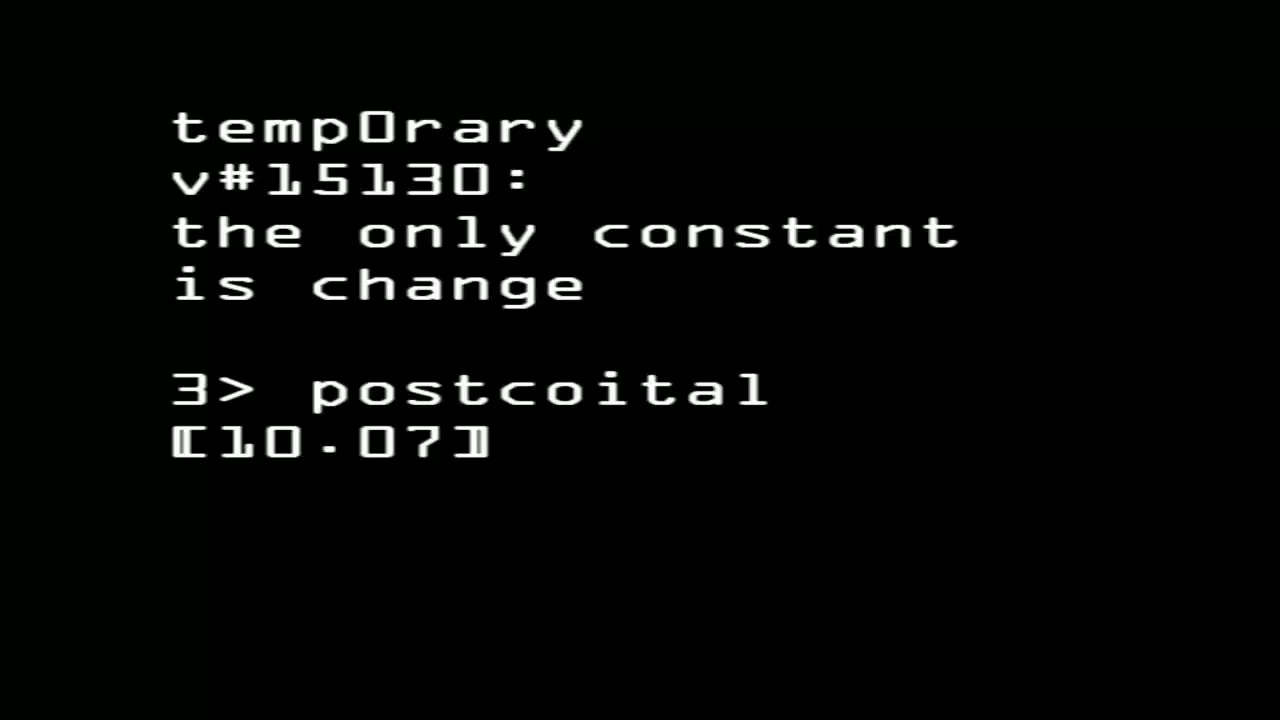 temp0rary
v#15130:
the only constant
is change
3> postcoital
[10.07]